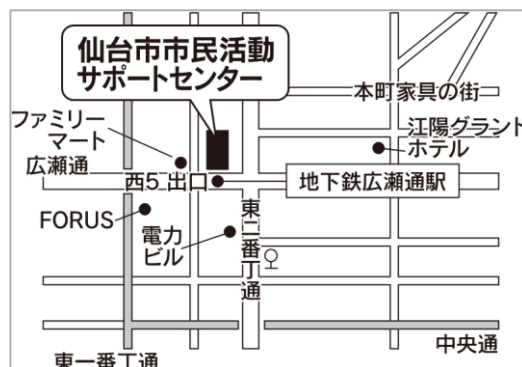 仙台市市民活動
サポートセンター
本町家具の街
ファミリー
マート
江陽グランド
ホテル
広瀬通
西5出口
地下鉄広瀬通駅
FORUS
電力
ビル
東二番丁通
中央通
東一番丁通